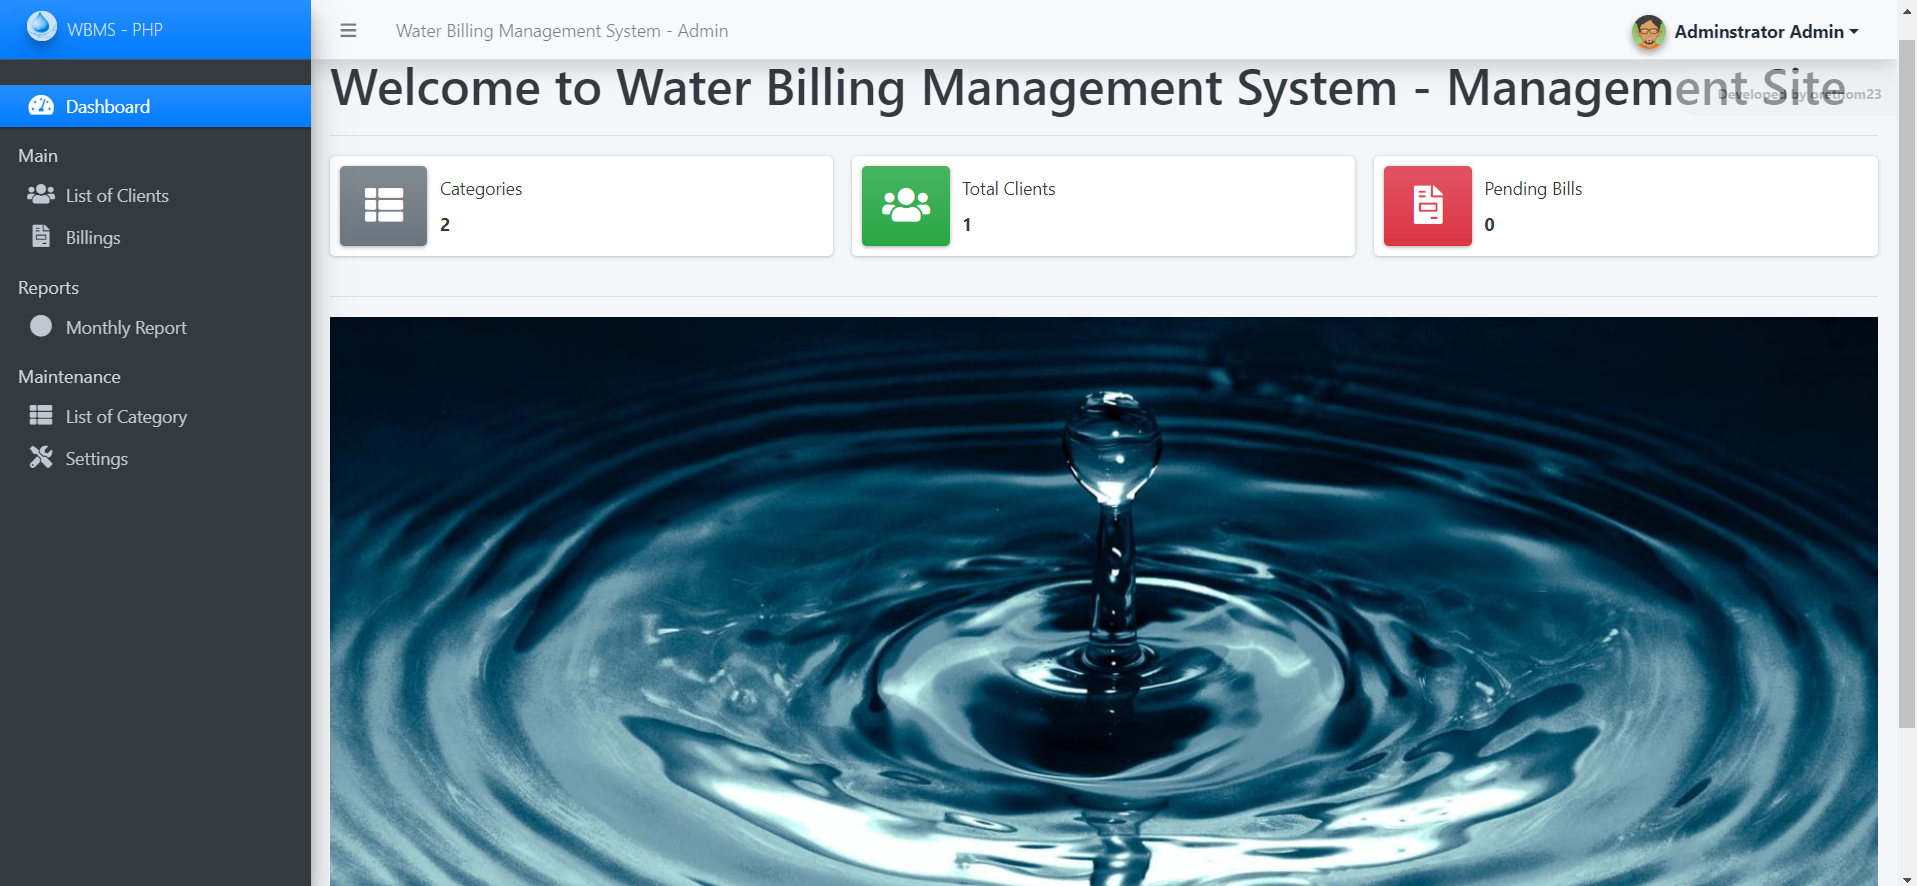 WBMS - PHP
Water Billing Management System - Admin
Adminstrator Admin
Dashboard
Main
List of Clients
Billings
Reports
Monthly Report
Maintenance
List of Category
Settings
Welcome to Water Billing Management System - Management Site
Developed by oretnom23
Categories
2
Total Clients
1
Pending Bills
0